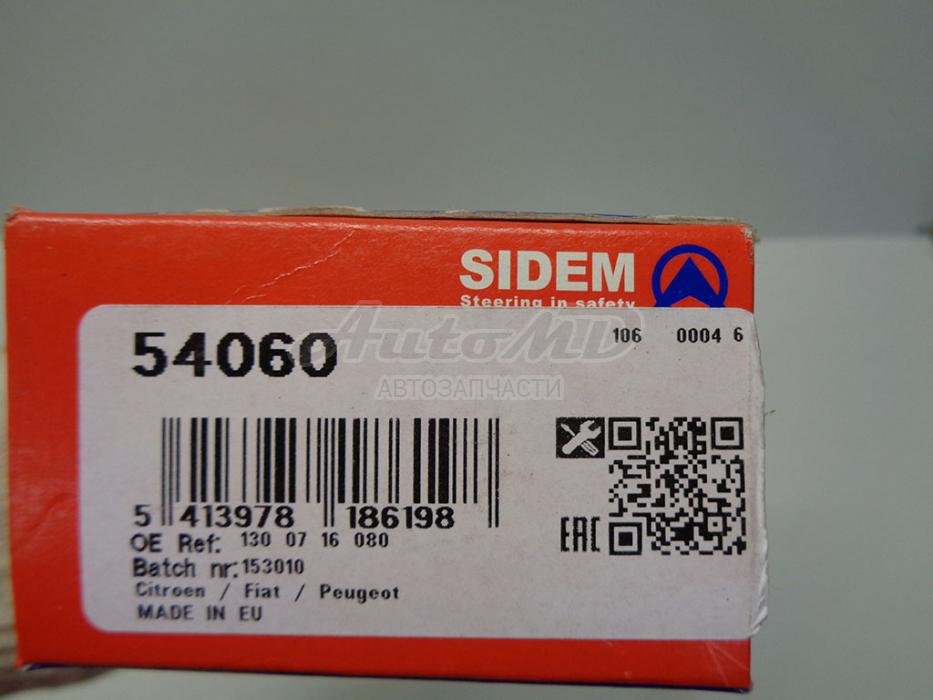 SIDEM
Steering in safety
54060
106 0004 6
AutoMD
АВТОЗАПЧАСТИ
5 413978 186198
OE Ref: 130 07 16 080
EAC
Batch nr: 153010
Citroen / Fiat / Peugeot
MADE IN EU